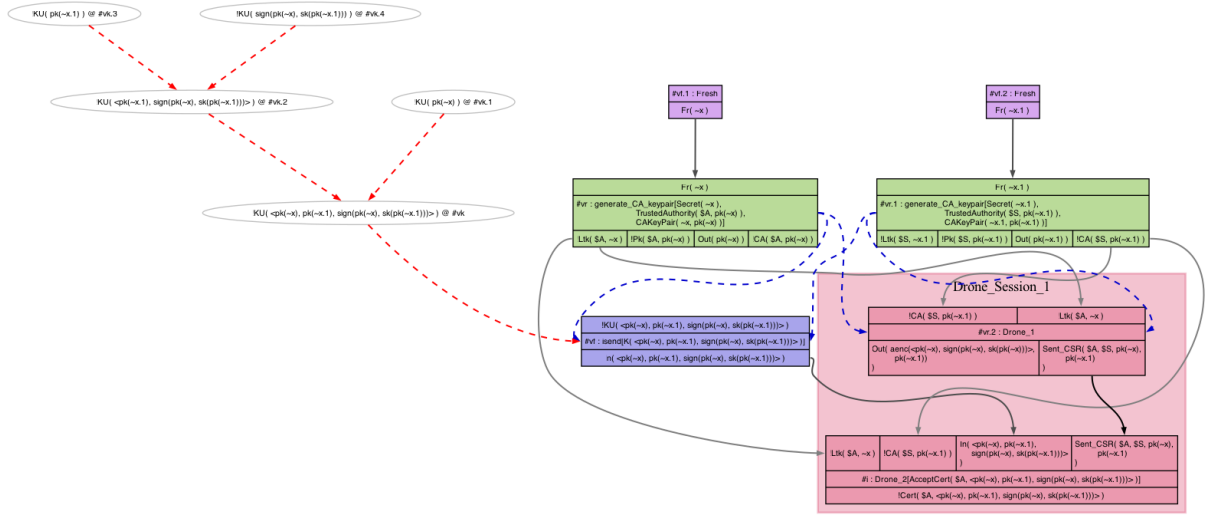 !KU( pk(~x.1) ) @ #vk.3
!KU( sign(pk(~x), sk(pk(~x.1))) ) @ #vk.4
!KU( <pk(~x.1), sign(pk(~x), sk(pk(~x.1)))> ) @ #vk.2
!KU( pk(~x) ) @ #vk.1
!KU( <pk(~x), pk(~x.1), sign(pk(~x), sk(pk(~x.1)))> ) @ #vk
#vf.1 : Fresh
Fr( ~x )
#vf.2 : Fresh
Fr( ~x.1 )
Fr( ~x )
#vr : generate_CA_keypair[Secret( ~x ),
TrustedAuthority( $A, pk(~x) ),
CAKeyPair( ~x, pk(~x) )]
!Ltk( $A, ~x )
!Pk( $A, pk(~x) )
Out( pk(~x) )
!CA( $A, pk(~x) )
Fr( ~x.1 )
#vr.1 : generate_CA_keypair[Secret( ~x.1 ),
TrustedAuthority( $S, pk(~x.1) ),
CAKeyPair( ~x.1, pk(~x.1) )]
!Ltk( $S, ~x.1 )
!Pk( $S, pk(~x.1) )
Out( pk(~x.1) )
!CA( $S, pk(~x.1) )
!KU( <pk(~x), pk(~x.1), sign(pk(~x), sk(pk(~x.1)))> )
#vf : isend[K( <pk(~x), pk(~x.1), sign(pk(~x), sk(pk(~x.1)))> )]
In( <pk(~x), pk(~x.1), sign(pk(~x), sk(pk(~x.1)))> )
Drone_Session_1
!CA( $S, pk(~x.1) )
!Ltk( $A, ~x )
#vr.2 : Drone_1
Out( aenc(<pk(~x), sign(pk(~x), sk(pk(~x)))>,
pk(~x.1))
)
Sent_CSR( $A, $S, pk(~x),
pk(~x.1)
)
!Ltk( $A, ~x )
!CA( $S, pk(~x.1) )
In( <pk(~x), pk(~x.1),
sign(pk(~x), sk(pk(~x.1)))>
)
Sent_CSR( $A, $S, pk(~x),
pk(~x.1)
)
#i : Drone_2[AcceptCert( $A, <pk(~x), pk(~x.1), sign(pk(~x), sk(pk(~x.1)))> )]
!Cert( $A, <pk(~x), pk(~x.1), sign(pk(~x), sk(pk(~x.1)))> )